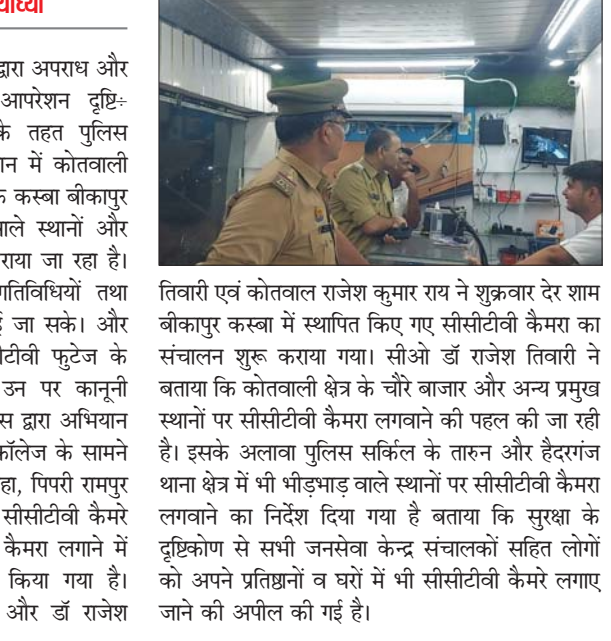 योध्या
द्वारा अपराध और
आपरेशन दृष्टि÷
के तहत पुलिस
में कोतवाली
कस्बा बीकापुर
वाले स्थानों और
कराया जा रहा है।
गतिविधियों तथा
जा सके। और
फुटेज के
उन पर कानूनी
द्वारा अभियान
कॉलेज के सामने
पिपरी रामपुर
सीसीटीवी कैमरे
कैमरा लगाने में
किया गया है।
और डॉ राजेश
तिवारी एवं कोतवाल राजेश कुमार राय ने शुक्रवार देर शाम
बीकापुर कस्बा में स्थापित किए गए सीसीटीवी कैमरा का
संचालन शुरू कराया गया। सीओ डॉ राजेश तिवारी ने
बताया कि कोतवाली क्षेत्र के चौरे बाजार और अन्य प्रमुख
स्थानों पर सीसीटीवी कैमरा लगवाने की पहल की जा रही
है। इसके अलावा पुलिस सर्किल के तारुन और हैदरगंज
थाना क्षेत्र में भी भीड़भाड़ वाले स्थानों पर सीसीटीवी कैमरा
लगवाने का निर्देश दिया गया है बताया कि सुरक्षा के
दृष्टिकोण से सभी जनसेवा केन्द्र संचालकों सहित लोगों
को अपने प्रतिष्ठानों व घरों में भी सीसीटीवी कैमरे लगाए
जाने की अपील की गई है।